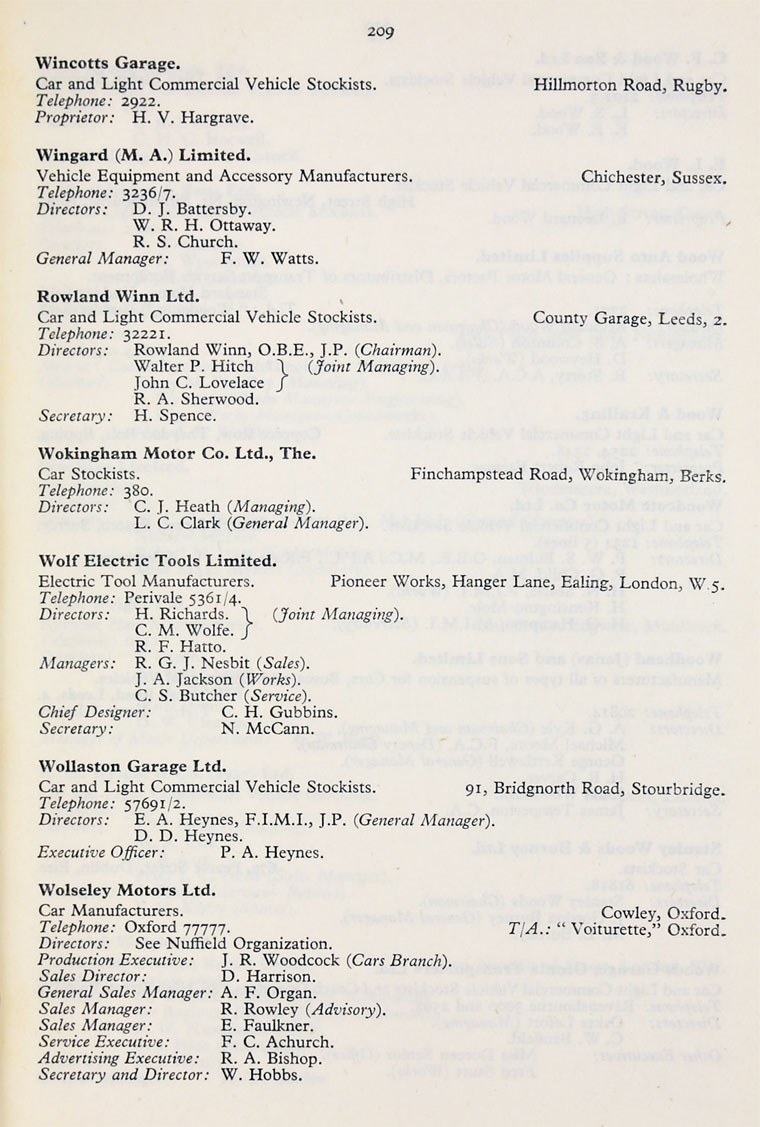 209
Wincotts Garage.
Car and Light Commercial Vehicle Stockists. Hillmorton Road, Rugby.
Telephone: 2922.
Proprietor: H. V. Hargrave.
Wingard (M. A.) Limited.
Vehicle Equipment and Accessory Manufacturers. Chichester, Sussex.
Telephone: 3236/7.
Directors: D. J. Battersby.
W. R. H. Ottaway.
R. S. Church.
General Manager: F. W. Watts.
Rowland Winn Ltd.
Car and Light Commercial Vehicle Stockists. County Garage, Leeds, 2.
Telephone: 32221.
Directors: Rowland Winn, O.B.E., J.P. (Chairman).
Walter P. Hitch } (Joint Managing).
John C. Lovelace
R. A. Sherwood.
Secretary: H. Spence.
Wokingham Motor Co. Ltd., The.
Car Stockists. Finchampstead Road, Wokingham, Berks.
Telephone: 380.
Directors: C. J. Heath (Managing).
L. C. Clark (General Manager).
Wolf Electric Tools Limited.
Electric Tool Manufacturers. Pioneer Works, Hanger Lane, Ealing, London, W.5.
Telephone: Perivale 5361/4.
Directors: H. Richards. } (Joint Managing).
C. M. Wolfe.
R. F. Hatto.
Managers: R. G. J. Nesbit (Sales).
J. A. Jackson (Works).
C. S. Butcher (Service).
Chief Designer: C. H. Gubbins.
Secretary: N. McCann.
Wollaston Garage Ltd.
Car and Light Commercial Vehicle Stockists. 91, Bridgnorth Road, Stourbridge.
Telephone: 57691/2.
Directors: E. A. Heynes, F.I.M.I., J.P. (General Manager).
D. D. Heynes.
Executive Officer: P. A. Heynes.
Wolseley Motors Ltd.
Car Manufacturers. Cowley, Oxford.
Telephone: Oxford 77777. T/A.: “ Voiturette,” Oxford.
Directors: See Nuffield Organization.
Production Executive: J. R. Woodcock (Cars Branch).
Sales Director: D. Harrison.
General Sales Manager: A. F. Organ.
Sales Manager: R. Rowley (Advisory).
Sales Manager: E. Faulkner.
Service Executive: F. C. Achurch.
Advertising Executive: R. A. Bishop.
Secretary and Director: W. Hobbs.